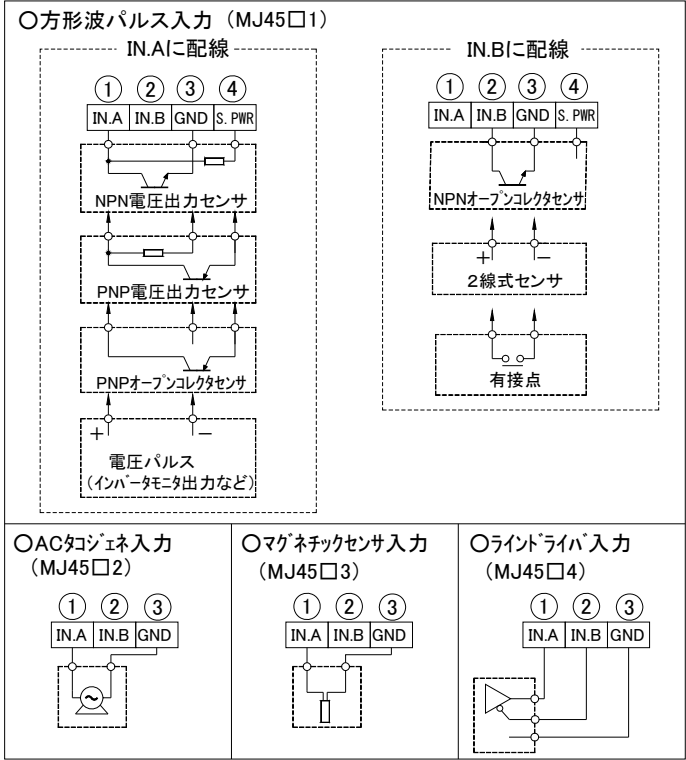 ○方形波パルス入力（MJ45□1）
IN.Aに配線
① ② ③ ④
IN.A IN.B GND S. PWR
NPN電圧出力センサ
PNP電圧出力センサ
PNPオープンコレクタセンサ
+ −
電圧パルス
(インバータモニタ出力など)
IN.Bに配線
① ② ③ ④
IN.A IN.B GND S. PWR
NPNオープンコレクタセンサ
+ −
2線式センサ
有接点
○ACタコジェネ入力
（MJ45□2）
① ② ③
IN.A IN.B GND
○マグネチックセンサ入力
（MJ45□3）
① ② ③
IN.A IN.B GND
○ラインドライバ入力
（MJ45□4）
① ② ③
IN.A IN.B GND